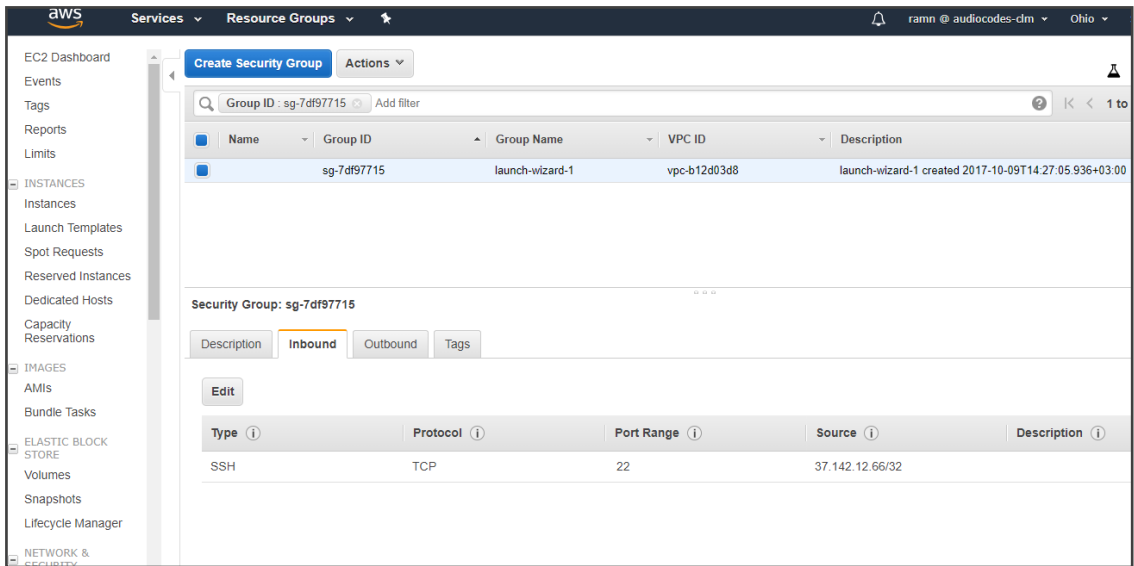 aws Services Resource Groups ramn @ audiocodes-clm Ohio
EC2 Dashboard
Events
Tags
Reports
Limits
INSTANCES
Instances
Launch Templates
Spot Requests
Reserved Instances
Dedicated Hosts
Capacity
Reservations
IMAGES
AMIs
Bundle Tasks
ELASTIC BLOCK
STORE
Volumes
Snapshots
Lifecycle Manager
NETWORK &
SECURITY
Create Security Group Actions
Group ID : sg-7df97715 Add filter 1 to
Name Group ID Group Name VPC ID Description
sg-7df97715 launch-wizard-1 vpc-b12d03d8 launch-wizard-1 created 2017-10-09T14:27:05.936+03:00
Security Group: sg-7df97715
Description Inbound Outbound Tags
Edit
Type Protocol Port Range Source Description
SSH TCP 22 37.142.12.66/32